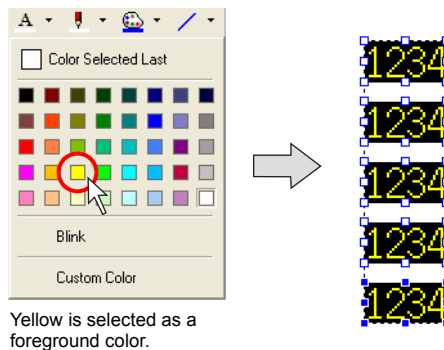 A
Color Selected Last
1234
1234
1234
1234
1234
Blink
Custom Color
Yellow is selected as a
foreground color.